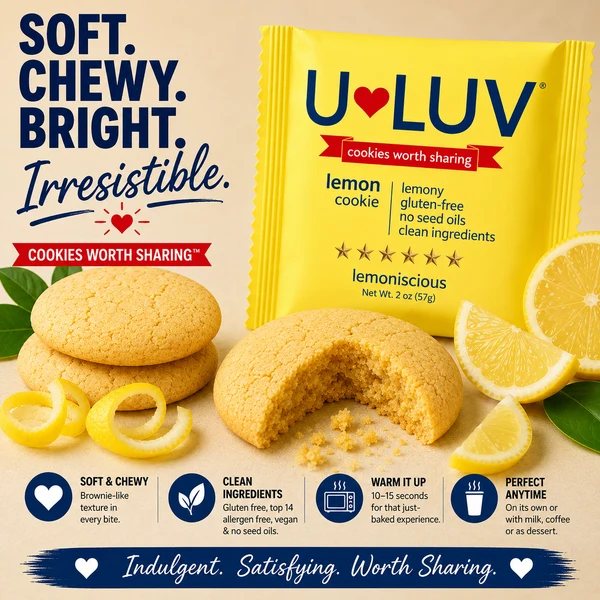 SOFT.
CHEWY.
BRIGHT.
Irresistible.
COOKIES WORTH SHARING™
U♥LUV®
cookies worth sharing
lemon
cookie
lemony
gluten-free
no seed oils
clean ingredients
lemoniscious
Net Wt. 2 oz (57g)
SOFT & CHEWY
Brownie-like
texture in
every bite.
CLEAN
INGREDIENTS
Gluten free, top 14
allergen free, vegan
& no seed oils.
WARM IT UP
10–15 seconds
for that just-
baked experience.
PERFECT
ANYTIME
On its own or
with milk, coffee
or as dessert.
Indulgent. Satisfying. Worth Sharing.